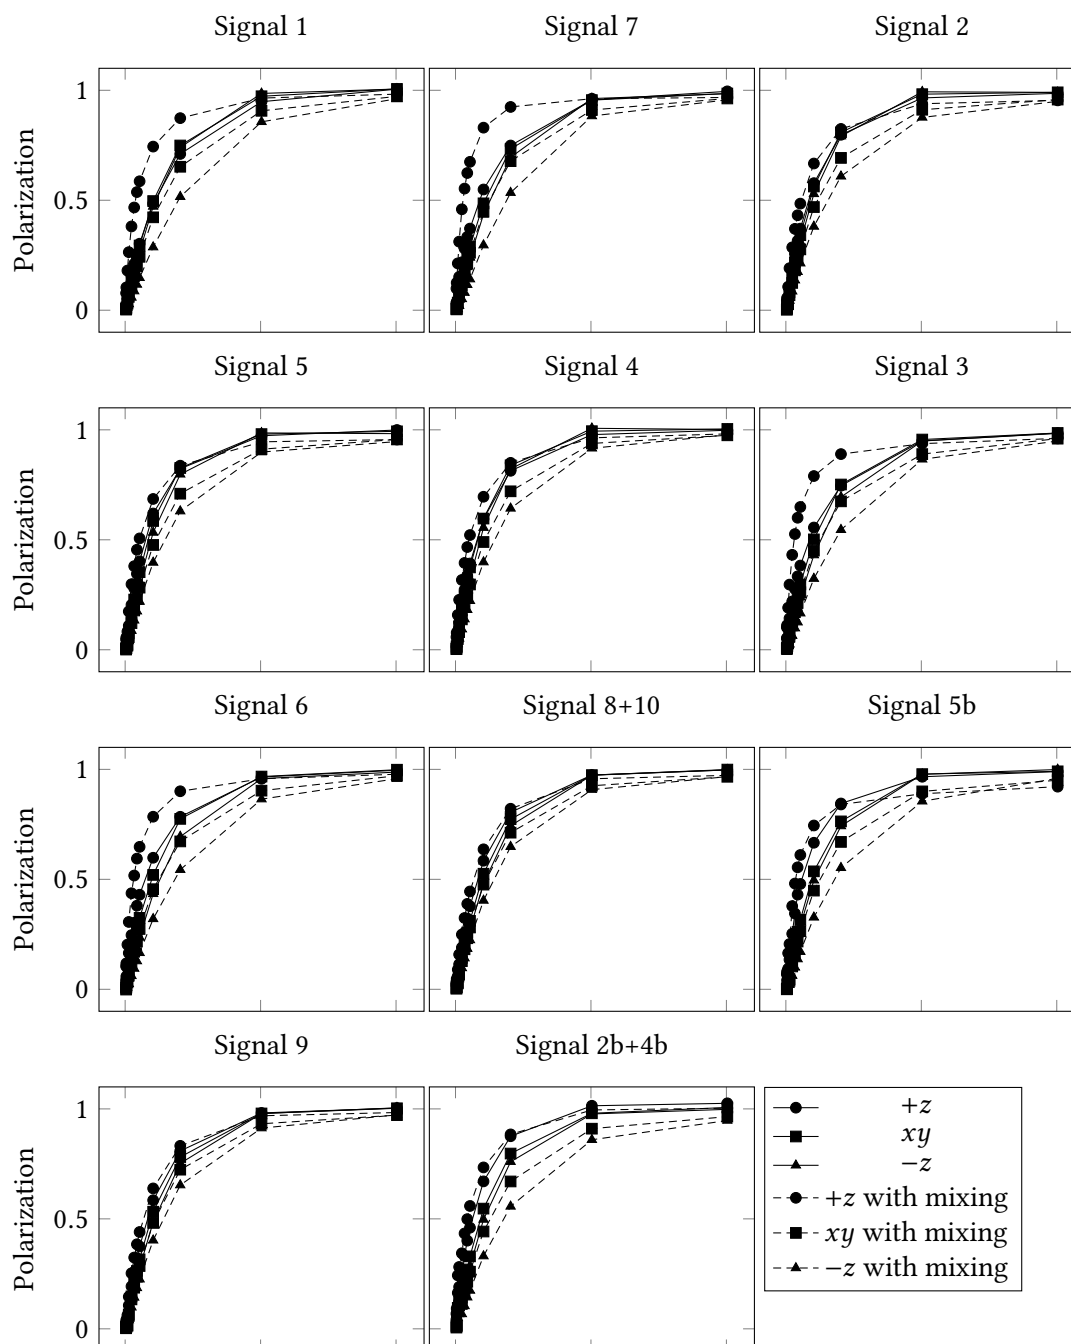 Signal 1 Signal 7 Signal 2
1
0.5
0
Polarization
Signal 5 Signal 4 Signal 3
1
0.5
0
Polarization
Signal 6 Signal 8+10 Signal 5b
1
0.5
0
Polarization
Signal 9 Signal 2b+4b
1
0.5
0
Polarization
+z
xy
−z
+z with mixing
xy with mixing
−z with mixing